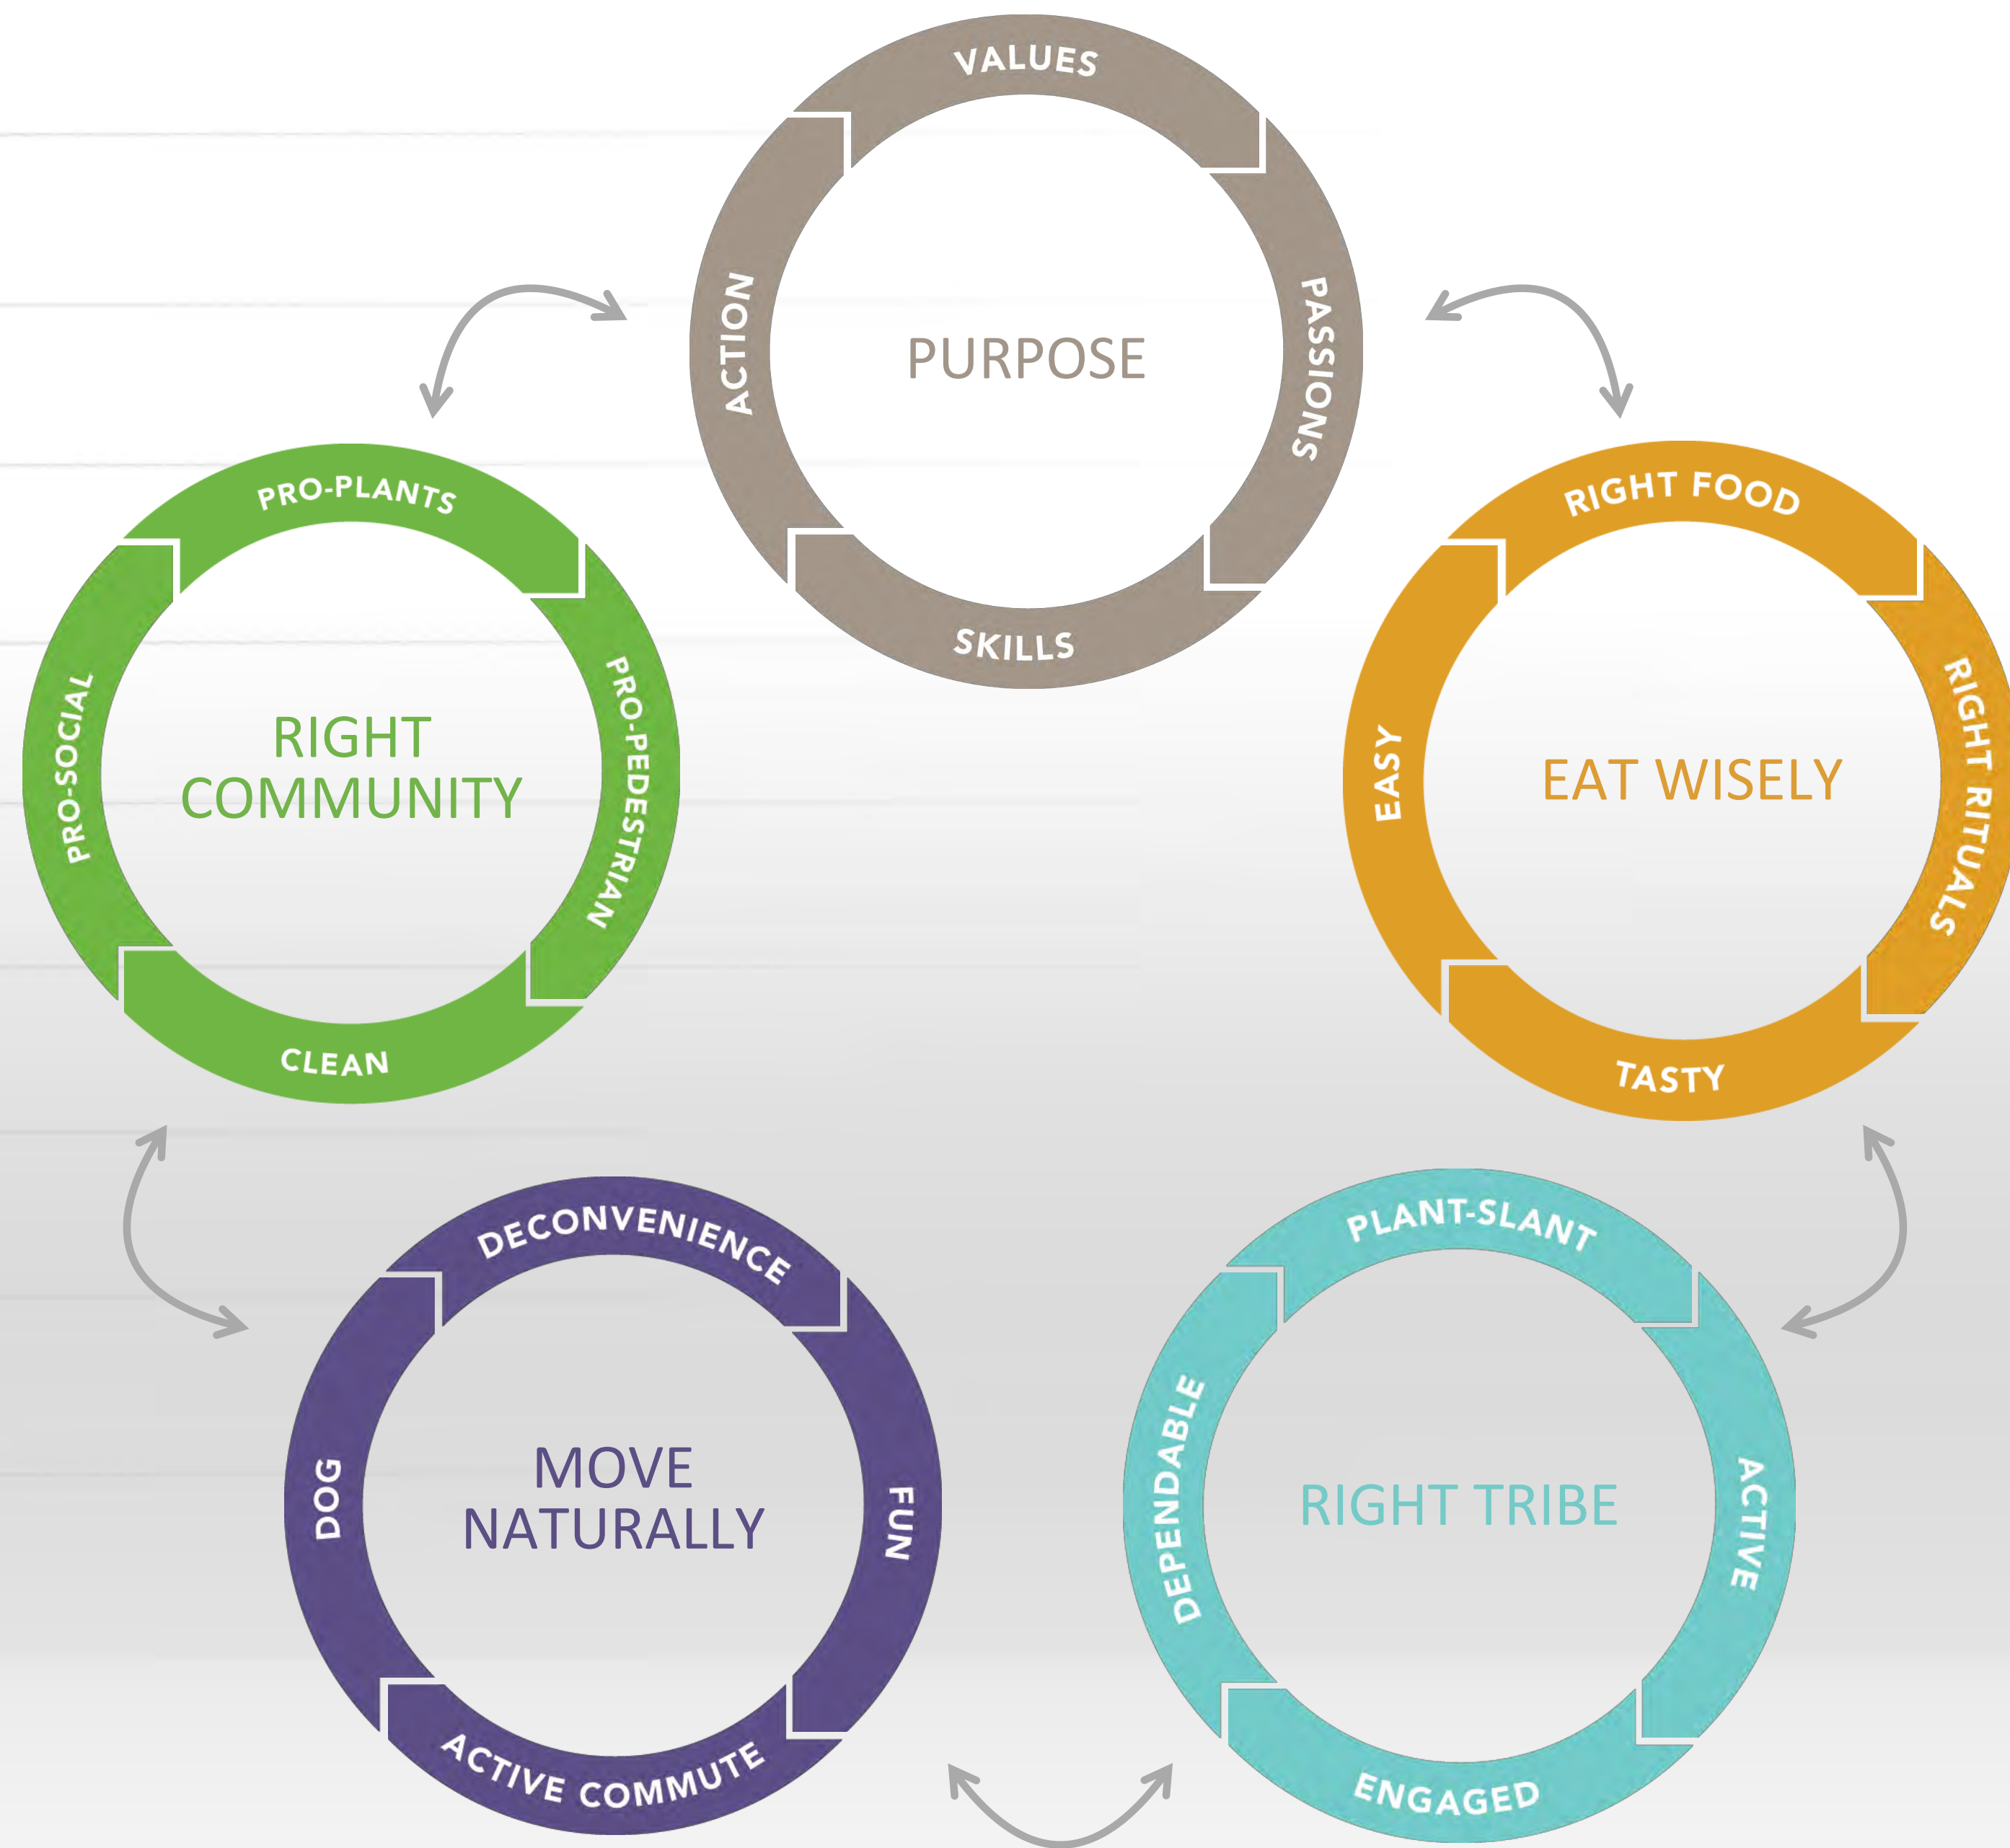 VALUES
PASSIONS
SKILLS
ACTION
PURPOSE
RIGHT FOOD
RIGHT RITUALS
TASTY
EASY
EAT WISELY
PLANT-SLANT
ACTIVE
ENGAGED
DEPENDABLE
RIGHT TRIBE
DECONVENIENCE
FUN
ACTIVE COMMUTE
DOG
MOVE
NATURALLY
PRO-PLANTS
PRO-PEDESTRIAN
CLEAN
PRO-SOCIAL
RIGHT
COMMUNITY